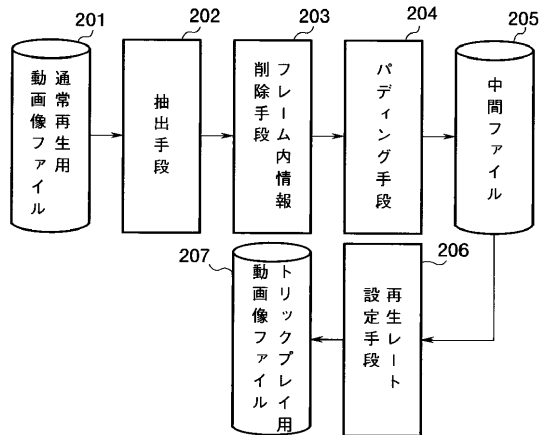 201
通常再生用
動画像ファイル
202
抽出手段
203
フレーム内情報
削除手段
204
パディング手段
205
中間ファイル
206
再生レート
設定手段
207
トリックプレイ用
動画像ファイル